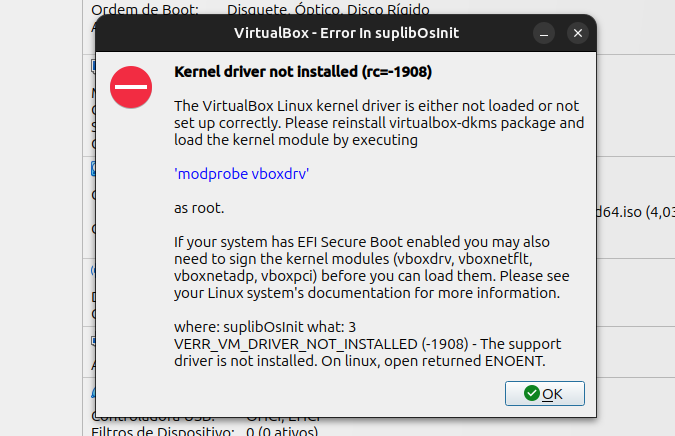 Ordem de Boot: Disquete, Óptico, Disco Rígido
VirtualBox - Error In suplibOsInit
Kernel driver not installed (rc=-1908)
The VirtualBox Linux kernel driver is either not loaded or not
set up correctly. Please reinstall virtualbox-dkms package and
load the kernel module by executing
'modprobe vboxdrv'
as root.
d64.iso (4,03
If your system has EFI Secure Boot enabled you may also
need to sign the kernel modules (vboxdrv, vboxnetflt,
vboxnetadp, vboxpci) before you can load them. Please see
your Linux system's documentation for more information.
where: suplibOsInit what: 3
VERR_VM_DRIVER_NOT_INSTALLED (-1908) - The support
driver is not installed. On linux, open returned ENOENT.
OK
Filtros de Dispositivo: 0 (0 ativos)